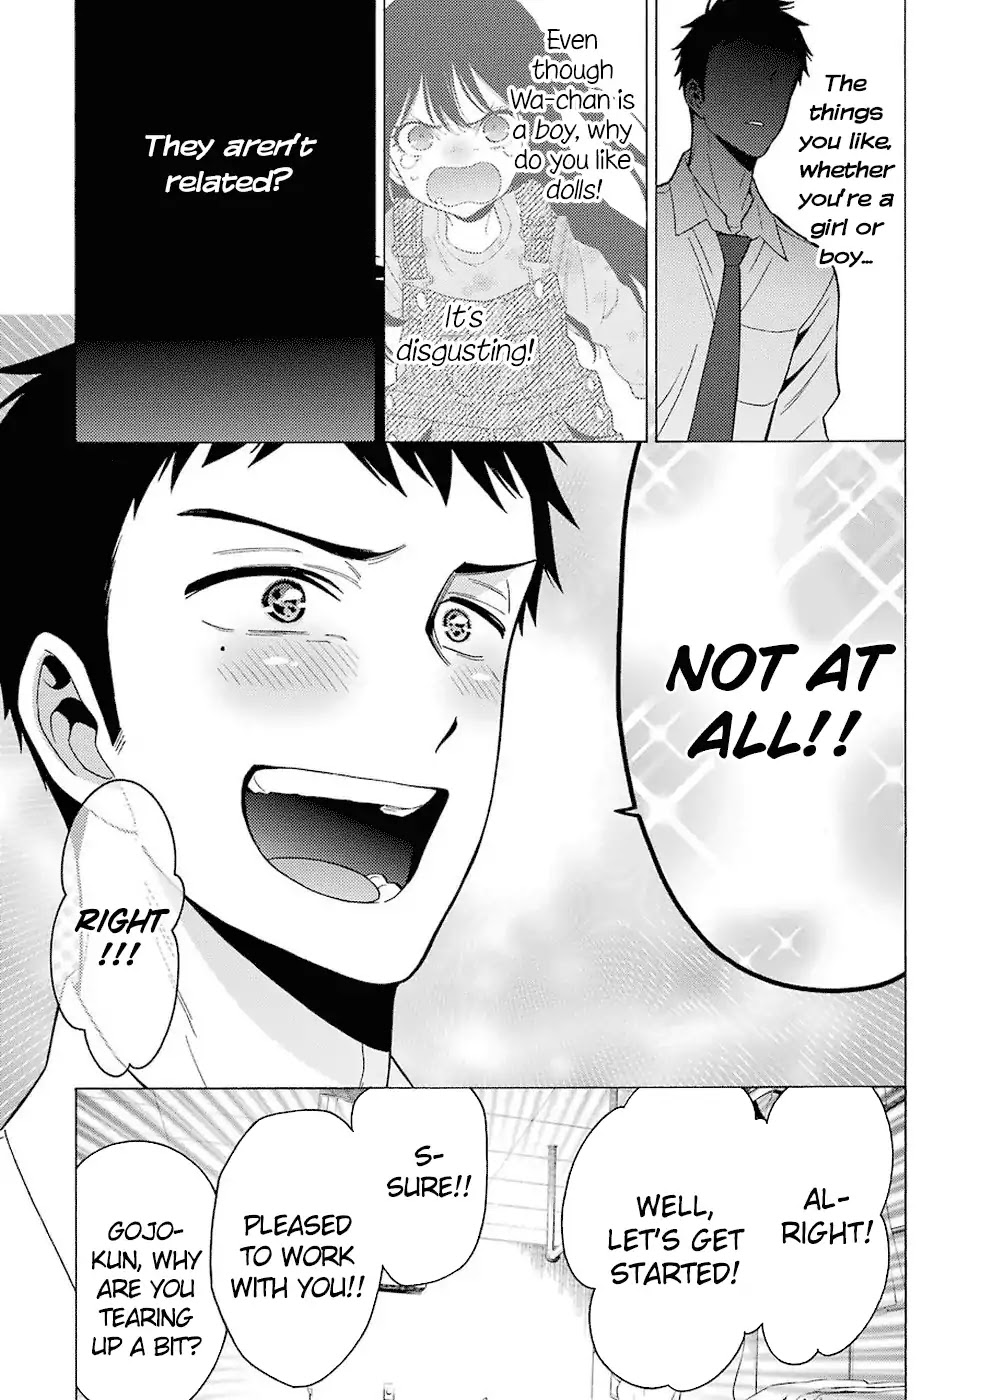 The
things
you like,
whether
you're a
girl or
boy...
Even
though
Wa-chan is
a boy, why
do you like
dolls!
It's
disgusting!
They aren't
related?
NOT AT
ALL!!
RIGHT
!!!
AL-
RIGHT!
WELL,
LET'S GET
STARTED!
S-
SURE!!
PLEASED
TO WORK
WITH YOU!!
GOJO-
KUN, WHY
ARE YOU
TEARING
UP A BIT?